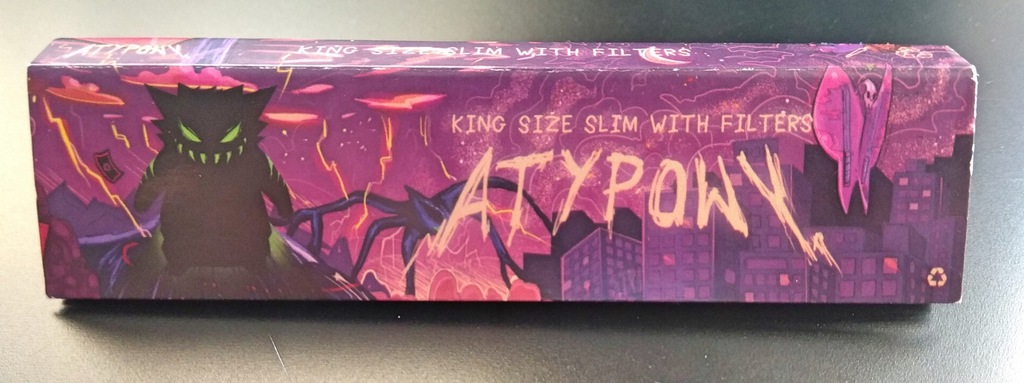 ATYPOWY
KING SIZE SLIM WITH FILTERS
KING SIZE SLIM WITH FILTERS
ATYPOWY